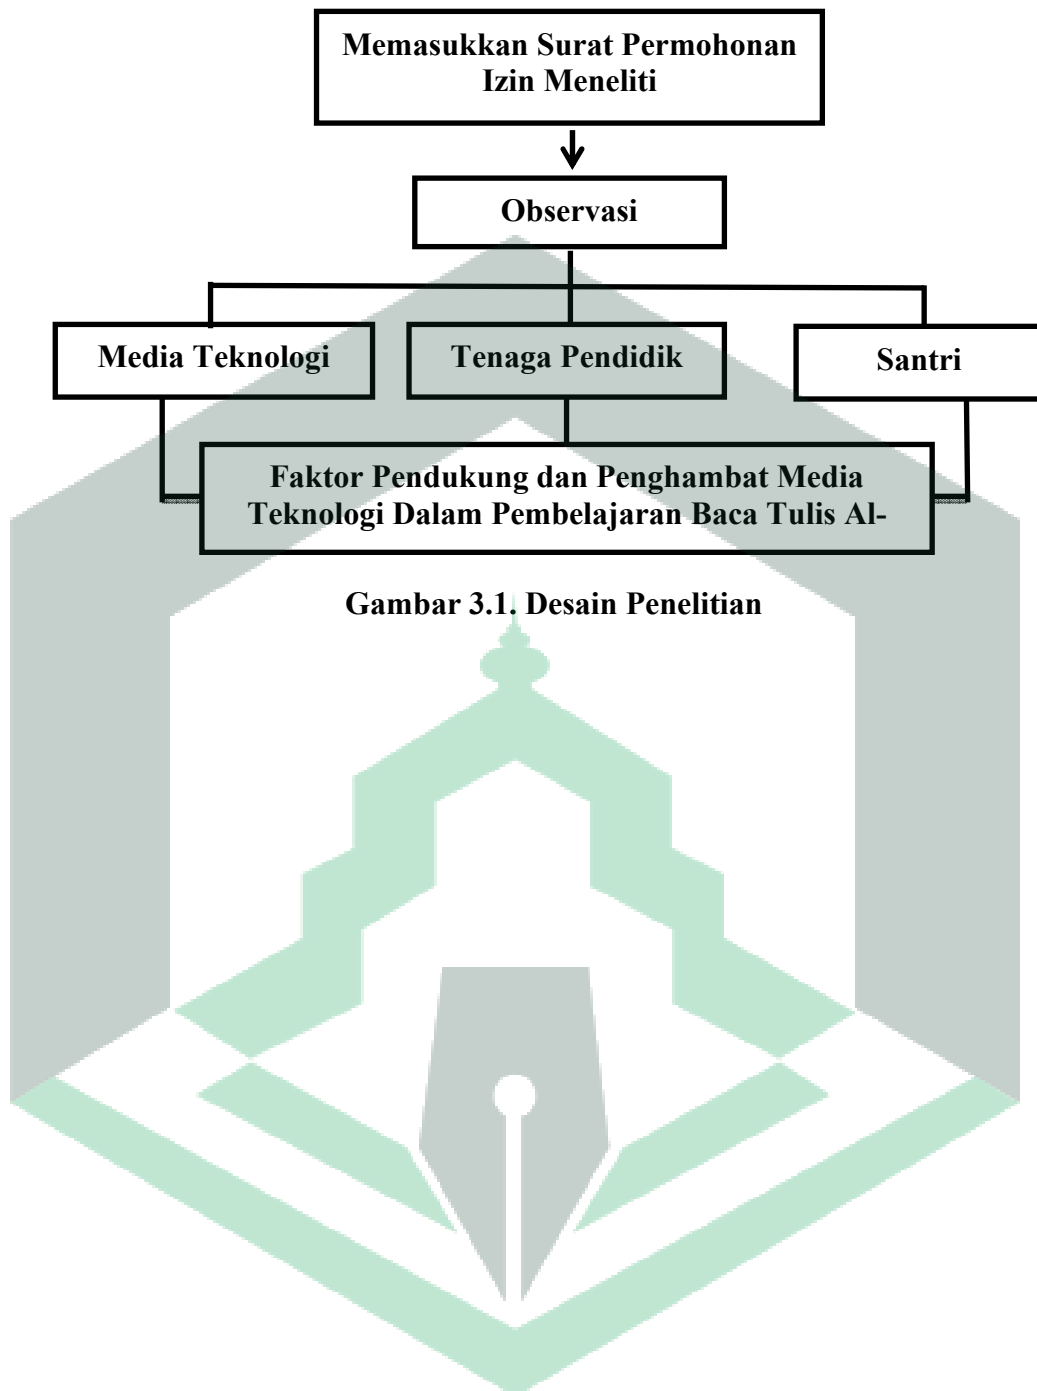 Memasukkan Surat Permohonan
Izin Meneliti
Observasi
Media Teknologi
Tenaga Pendidik
Santri
Faktor Pendukung dan Penghambat Media
Teknologi Dalam Pembelajaran Baca Tulis Al-
Gambar 3.1. Desain Penelitian